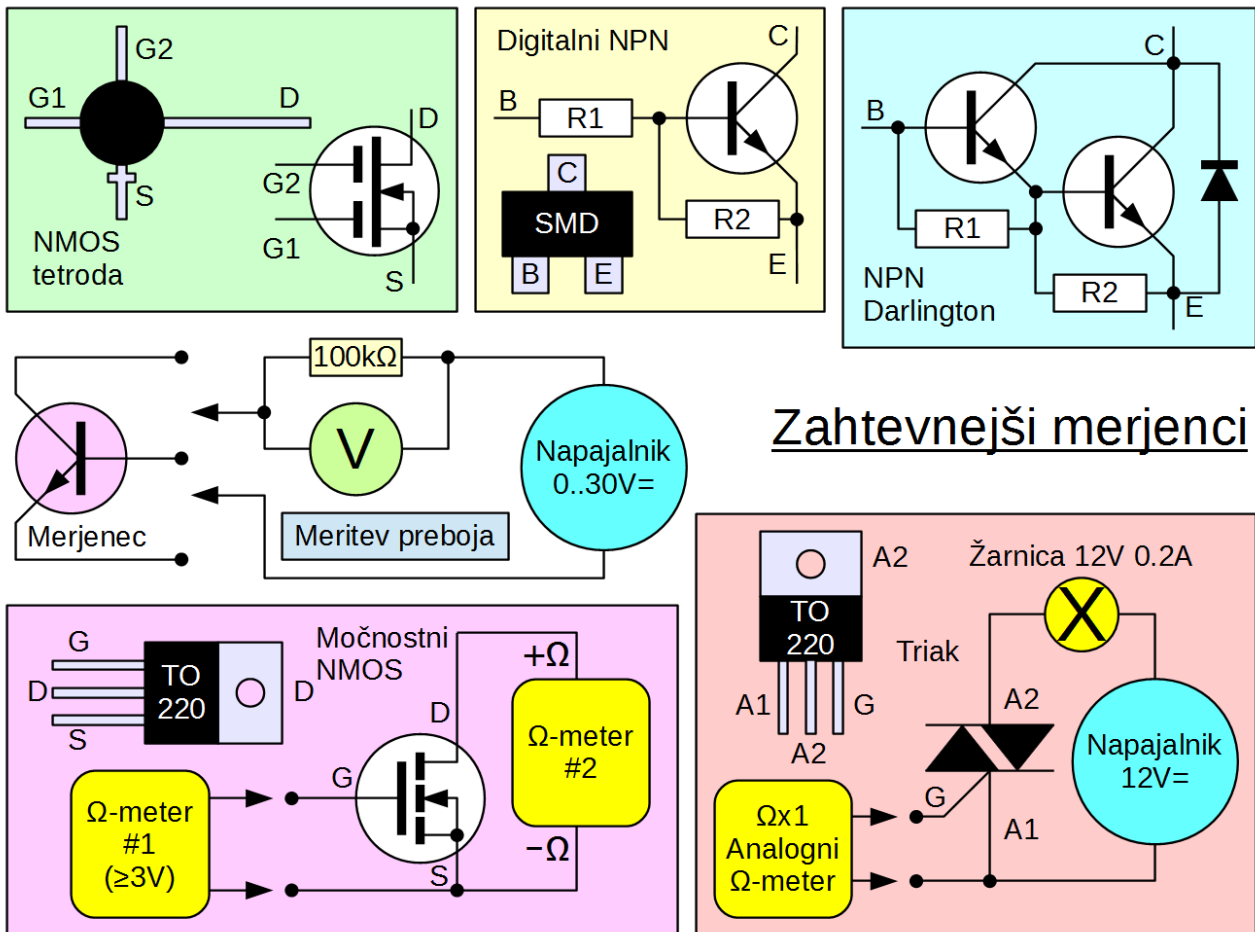 G2
G1
D
S
NMOS
tetroda
D
G2
G1
S
Digitalni NPN
C
B
R1
C
SMD
R2
B
E
E
C
B
R1
NPN
Darlington
R2
E
100kΩ
V
Napajalnik
0..30V=
Merjenec
Meritev preboja
Zahtevnejši merjenci
G
D
S
TO
220
D
Močnostni
NMOS
+Ω
D
Ω-meter
#2
G
Ω-meter
#1
(≥3V)
S
−Ω
A2
TO
220
Žarnica 12V 0.2A
X
Triak
A1
G
A2
A2
Napajalnik
12V=
Ωx1
Analogni
Ω-meter
G
A1